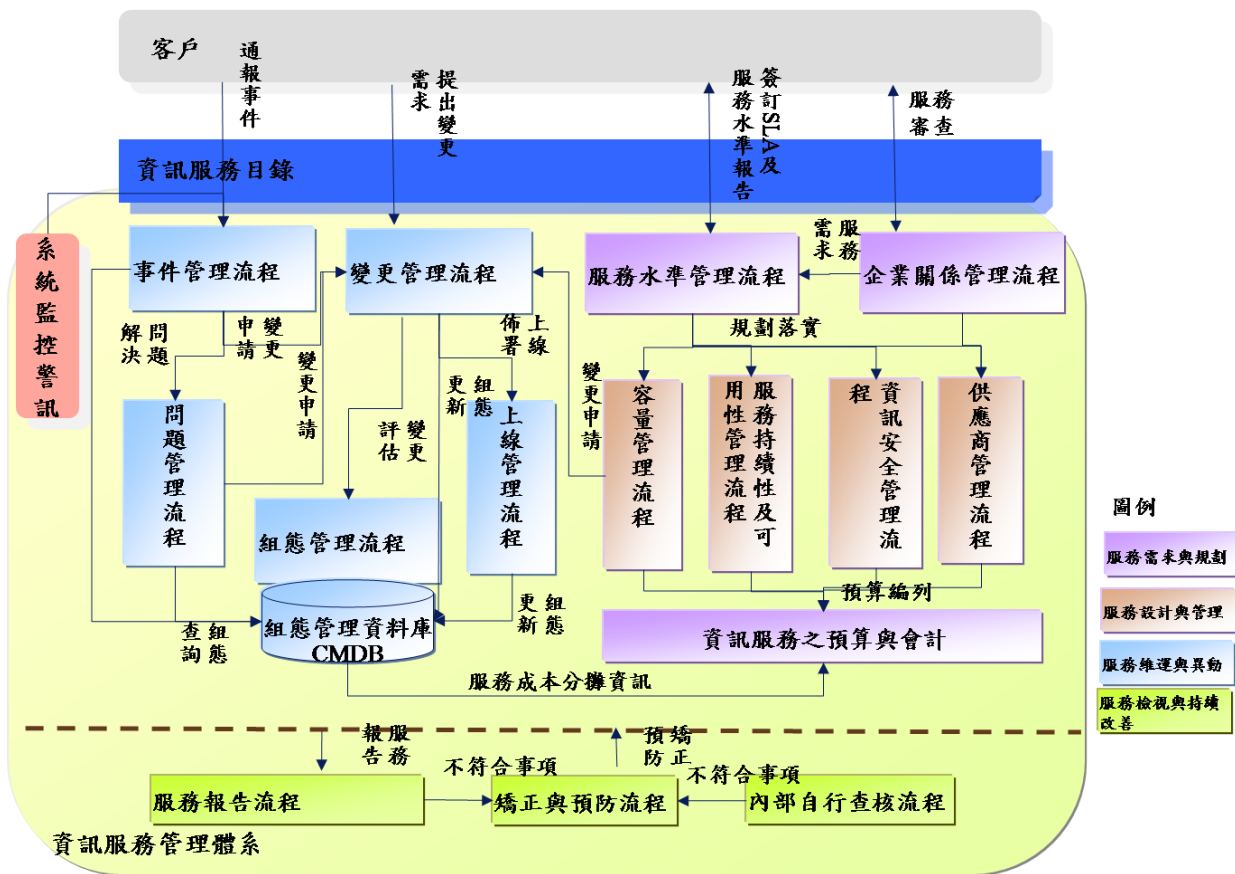 客戶
通報事件
提出變更
需求
簽訂SLA及
服務水準報告
服務
審查
資訊服務目錄
系統監控警訊
事件管理流程
變更管理流程
服務水準管理流程
企業關係管理流程
服務
需求
問題
解決
變更
申請
變更申請
上線
佈署
組態
更新
變更
評估
變更申請
規劃落實
問題管理流程
上線管理流程
容量管理流程
服務持續性及可
用性管理流程
資訊安全管理流
程
供應商管理流程
組態管理流程
組態管理資料庫
CMDB
組態
查詢
組態
更新
預算編列
資訊服務之預算與會計
服務成本分攤資訊
服務
報告
矯正
預防
不符合事項
不符合事項
服務報告流程
矯正與預防流程
內部自行查核流程
資訊服務管理體系
圖例
服務需求與規劃
服務設計與管理
服務維運與異動
服務檢視與持續
改善